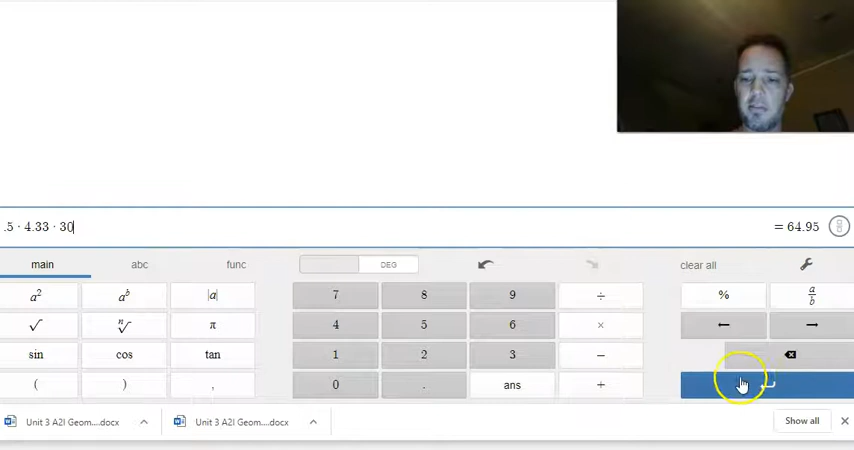 .5 · 4.33 · 30 = 64.95
main abc func DEG clear all
a² aᵇ |a| 7 8 9 ÷ % a/b
√ ⁿ√ π 4 5 6 × ← →
sin cos tan 1 2 3 −
( ) , 0 . ans +
Unit 3 A2I Geom....docx Unit 3 A2I Geom....docx Show all